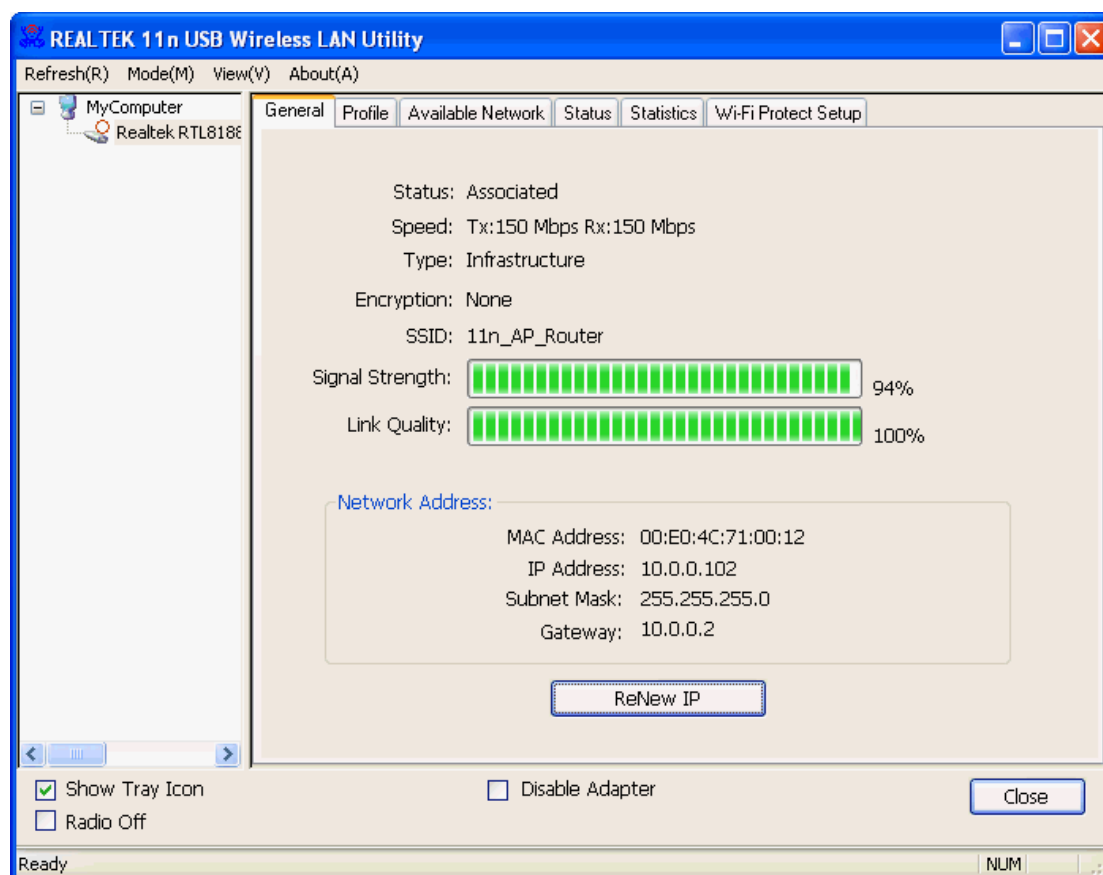 REALTEK 11n USB Wireless LAN Utility
Refresh(R) Mode(M) View(V) About(A)
MyComputer
Realtek RTL8188
General Profile Available Network Status Statistics Wi-Fi Protect Setup
Status: Associated
Speed: Tx:150 Mbps Rx:150 Mbps
Type: Infrastructure
Encryption: None
SSID: 11n_AP_Router
Signal Strength: 94%
Link Quality: 100%
Network Address:
MAC Address: 00:E0:4C:71:00:12
IP Address: 10.0.0.102
Subnet Mask: 255.255.255.0
Gateway: 10.0.0.2
ReNew IP
Show Tray Icon Disable Adapter Close
Radio Off
Ready NUM